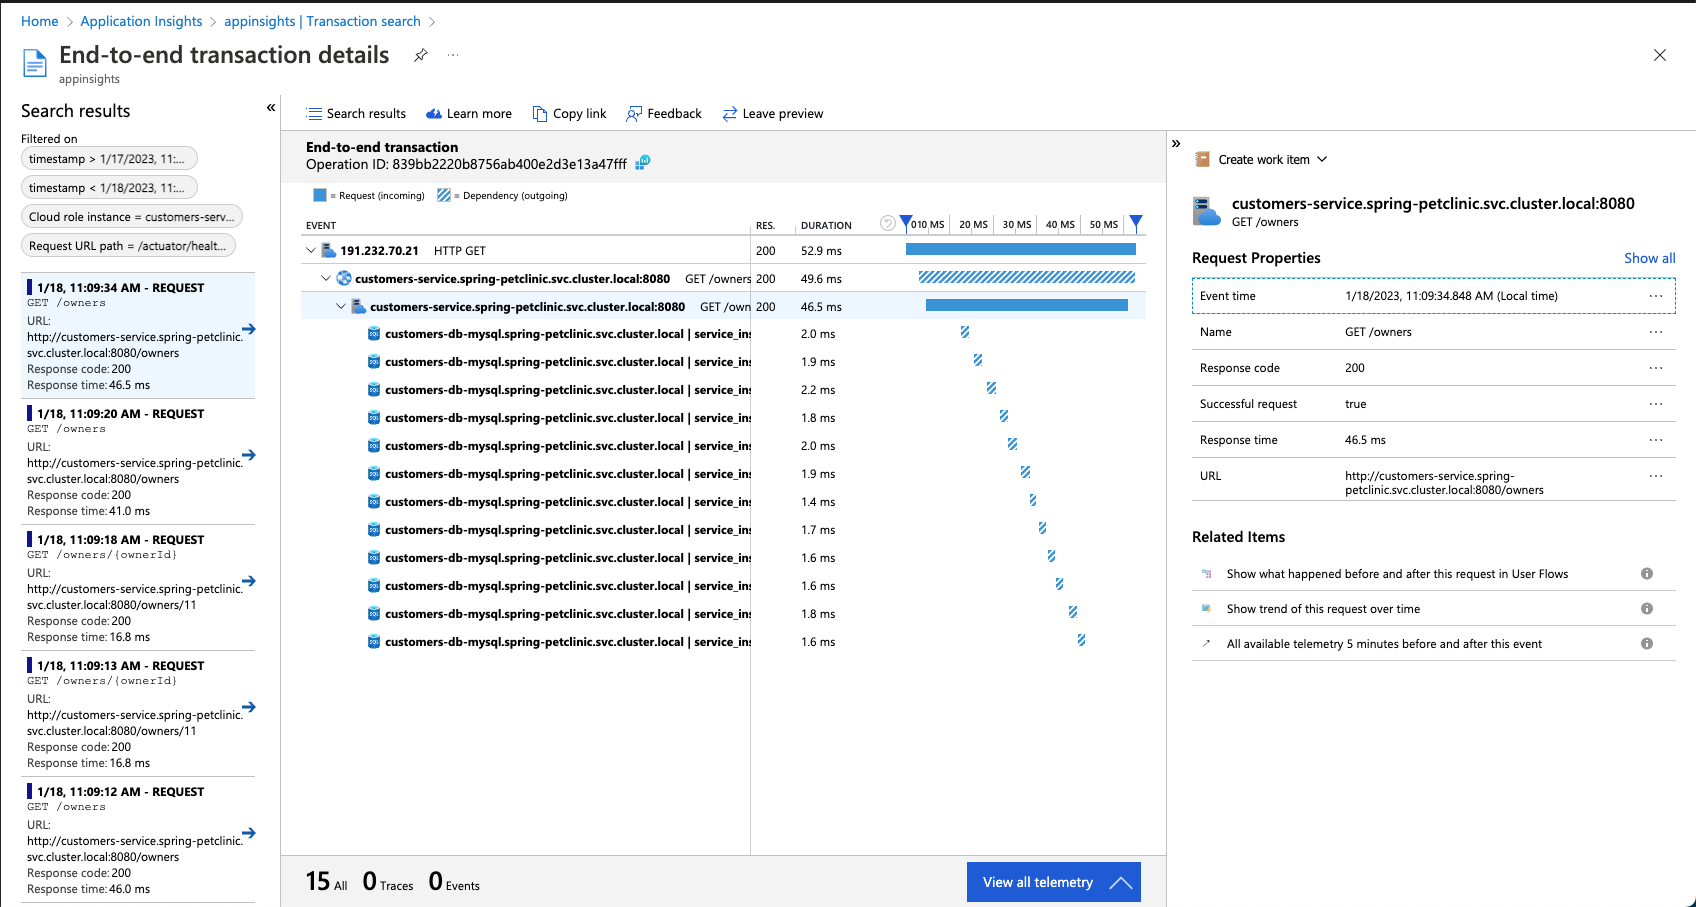 Home > Application Insights > appinsights | Transaction search >
End-to-end transaction details
appinsights
Search results
Filtered on
timestamp > 1/17/2023, 11:...
timestamp < 1/18/2023, 11:...
Cloud role instance = customers-serv...
Request URL path = /actuator/healt...
1/18, 11:09:34 AM - REQUEST
GET /owners
URL:
http://customers-service.spring-petclinic.
svc.cluster.local:8080/owners
Response code: 200
Response time: 46.5 ms
1/18, 11:09:20 AM - REQUEST
GET /owners
URL:
http://customers-service.spring-petclinic.
svc.cluster.local:8080/owners
Response code: 200
Response time: 41.0 ms
1/18, 11:09:18 AM - REQUEST
GET /owners/{ownerId}
URL:
http://customers-service.spring-petclinic.
svc.cluster.local:8080/owners/11
Response code: 200
Response time: 16.8 ms
1/18, 11:09:13 AM - REQUEST
GET /owners/{ownerId}
URL:
http://customers-service.spring-petclinic.
svc.cluster.local:8080/owners/11
Response code: 200
Response time: 16.8 ms
1/18, 11:09:12 AM - REQUEST
GET /owners
URL:
http://customers-service.spring-petclinic.
svc.cluster.local:8080/owners
Response code: 200
Response time: 46.0 ms
Search results Learn more Copy link Feedback Leave preview
End-to-end transaction
Operation ID: 839bb2220b8756ab400e2d3e13a47fff
= Request (incoming) = Dependency (outgoing)
EVENT RES. DURATION 0 10 MS 20 MS 30 MS 40 MS 50 MS
191.232.70.21 HTTP GET 200 52.9 ms
customers-service.spring-petclinic.svc.cluster.local:8080 GET /owners 200 49.6 ms
customers-service.spring-petclinic.svc.cluster.local:8080 GET /own 200 46.5 ms
customers-db-mysql.spring-petclinic.svc.cluster.local | service_ins 2.0 ms
customers-db-mysql.spring-petclinic.svc.cluster.local | service_ins 1.9 ms
customers-db-mysql.spring-petclinic.svc.cluster.local | service_ins 2.2 ms
customers-db-mysql.spring-petclinic.svc.cluster.local | service_ins 1.8 ms
customers-db-mysql.spring-petclinic.svc.cluster.local | service_ins 2.0 ms
customers-db-mysql.spring-petclinic.svc.cluster.local | service_ins 1.9 ms
customers-db-mysql.spring-petclinic.svc.cluster.local | service_ins 1.4 ms
customers-db-mysql.spring-petclinic.svc.cluster.local | service_ins 1.7 ms
customers-db-mysql.spring-petclinic.svc.cluster.local | service_ins 1.6 ms
customers-db-mysql.spring-petclinic.svc.cluster.local | service_ins 1.6 ms
customers-db-mysql.spring-petclinic.svc.cluster.local | service_ins 1.8 ms
customers-db-mysql.spring-petclinic.svc.cluster.local | service_ins 1.6 ms
15 All 0 Traces 0 Events
View all telemetry
Create work item
customers-service.spring-petclinic.svc.cluster.local:8080
GET /owners
Request Properties Show all
Event time 1/18/2023, 11:09:34.848 AM (Local time) ...
Name GET /owners ...
Response code 200 ...
Successful request true ...
Response time 46.5 ms ...
URL http://customers-service.spring- ...
petclinic.svc.cluster.local:8080/owners
Related Items
Show what happened before and after this request in User Flows
Show trend of this request over time
All available telemetry 5 minutes before and after this event